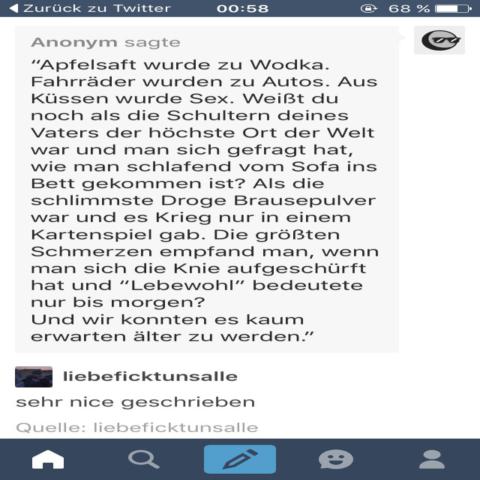 Zurück zu Twitter 00:58 68 %
Anonym sagte
“Apfelsaft wurde zu Wodka.
Fahrräder wurden zu Autos. Aus
Küssen wurde Sex. Weißt du
noch als die Schultern deines
Vaters der höchste Ort der Welt
war und man sich gefragt hat,
wie man schlafend vom Sofa ins
Bett gekommen ist? Als die
schlimmste Droge Brausepulver
war und es Krieg nur in einem
Kartenspiel gab. Die größten
Schmerzen empfand man, wenn
man sich die Knie aufgeschürft
hat und “Lebewohl” bedeutete
nur bis morgen?
Und wir konnten es kaum
erwarten älter zu werden.”
liebeficktunsalle
sehr nice geschrieben
Quelle: liebeficktunsalle